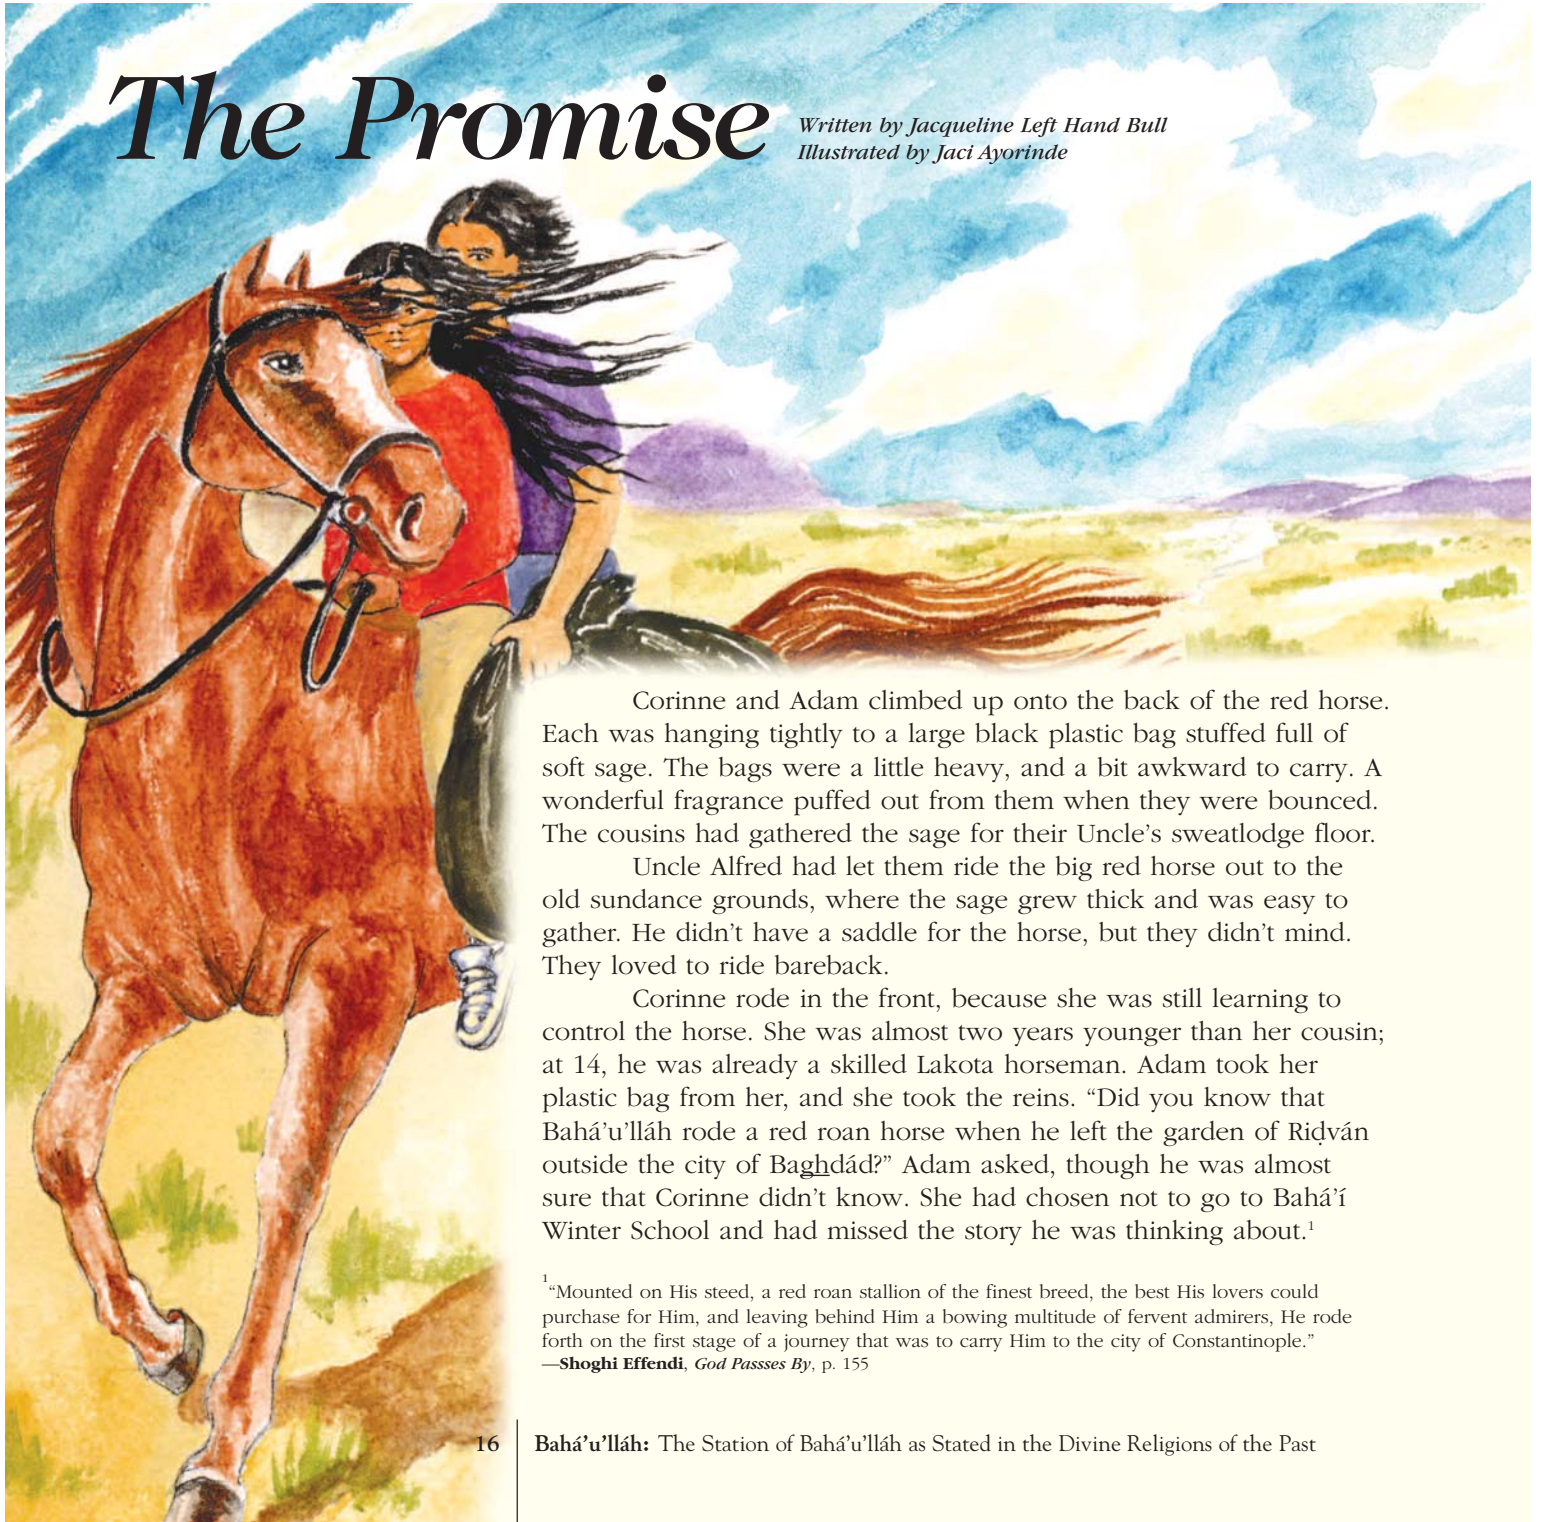 The Promise
Written by Jacqueline Left Hand Bull
Illustrated by Jaci Ayorinde
Corinne and Adam climbed up onto the back of the red horse.
Each was hanging tightly to a large black plastic bag stuffed full of
soft sage. The bags were a little heavy, and a bit awkward to carry. A
wonderful fragrance puffed out from them when they were bounced.
The cousins had gathered the sage for their Uncle’s sweatlodge floor.
Uncle Alfred had let them ride the big red horse out to the
old sundance grounds, where the sage grew thick and was easy to
gather. He didn’t have a saddle for the horse, but they didn’t mind.
They loved to ride bareback.
Corinne rode in the front, because she was still learning to
control the horse. She was almost two years younger than her cousin;
at 14, he was already a skilled Lakota horseman. Adam took her
plastic bag from her, and she took the reins. “Did you know that
Bahá’u’lláh rode a red roan horse when he left the garden of Riḍván
outside the city of Baghdád?” Adam asked, though he was almost
sure that Corinne didn’t know. She had chosen not to go to Bahá’í
Winter School and had missed the story he was thinking about.¹
¹“Mounted on His steed, a red roan stallion of the finest breed, the best His lovers could
purchase for Him, and leaving behind Him a bowing multitude of fervent admirers, He rode
forth on the first stage of a journey that was to carry Him to the city of Constantinople.”
—Shoghi Effendi, God Passses By, p. 155
16 Bahá’u’lláh: The Station of Bahá’u’lláh as Stated in the Divine Religions of the Past